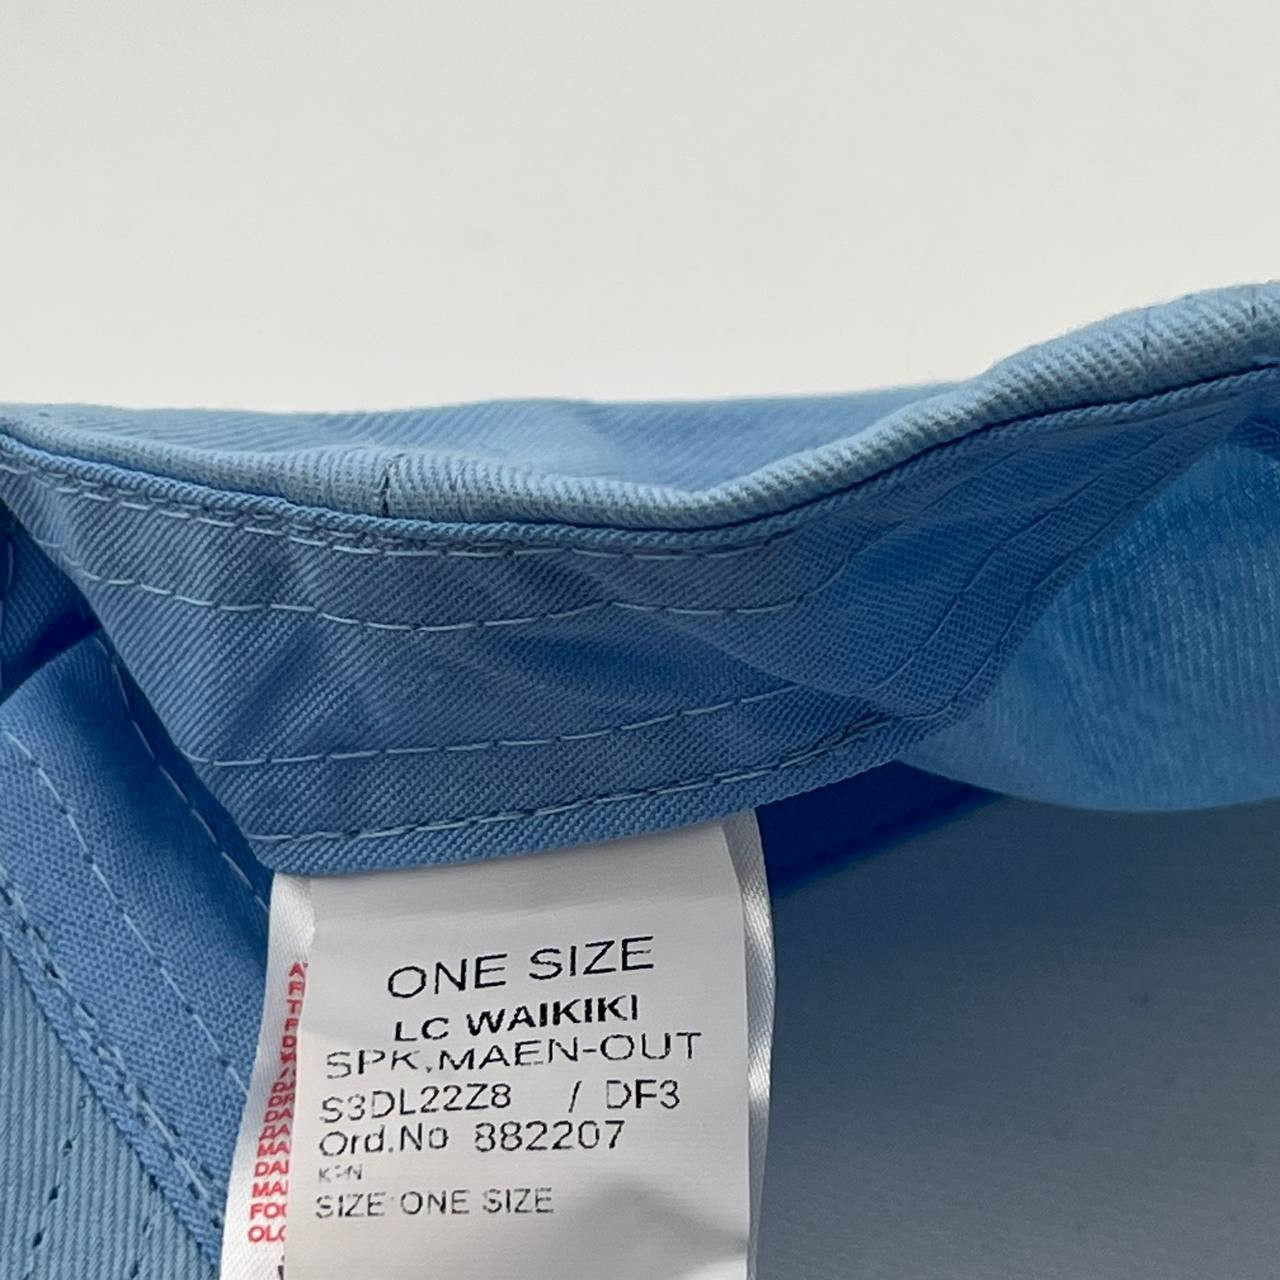 ONE SIZE
LC WAIKIKI
SPK.MAEN-OUT
S3DL22Z8 / DF3
Ord.No 882207
SIZE ONE SIZE